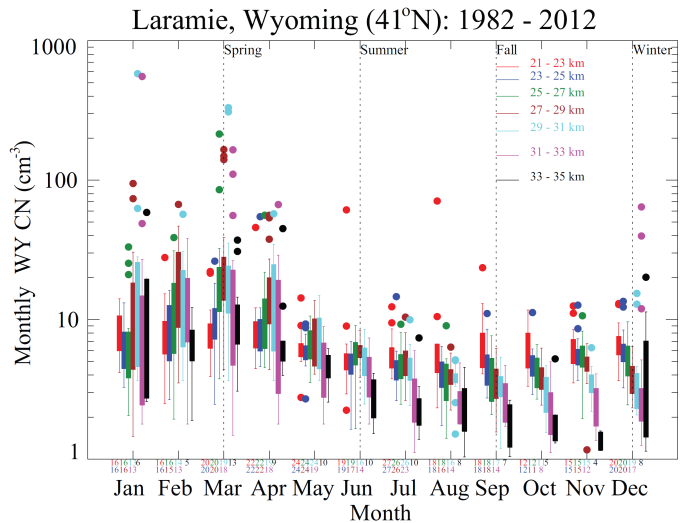 Laramie, Wyoming (41°N): 1982 - 2012
Monthly WY CN (cm-3)
1000
100
10
1
Spring
Summer
Fall
Winter
21 - 23 km
23 - 25 km
25 - 27 km
27 - 29 km
29 - 31 km
31 - 33 km
33 - 35 km
Jan Feb Mar Apr May Jun Jul Aug Sep Oct Nov Dec
Month